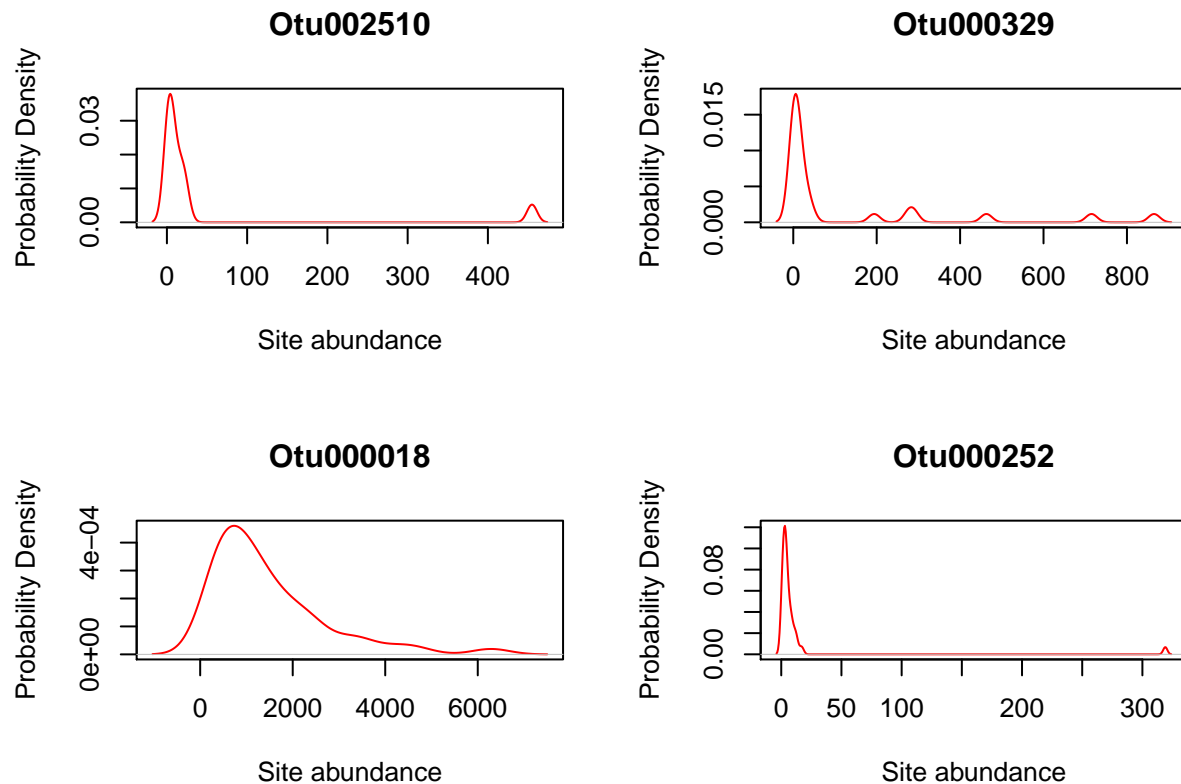 Otu002510
Probability Density
0.00 0.03
0 100 200 300 400
Site abundance
Otu000329
Probability Density
0.000 0.015
0 200 400 600 800
Site abundance
Otu000018
Probability Density
0e+00 4e−04
0 2000 4000 6000
Site abundance
Otu000252
Probability Density
0.00 0.08
0 50 100 200 300
Site abundance